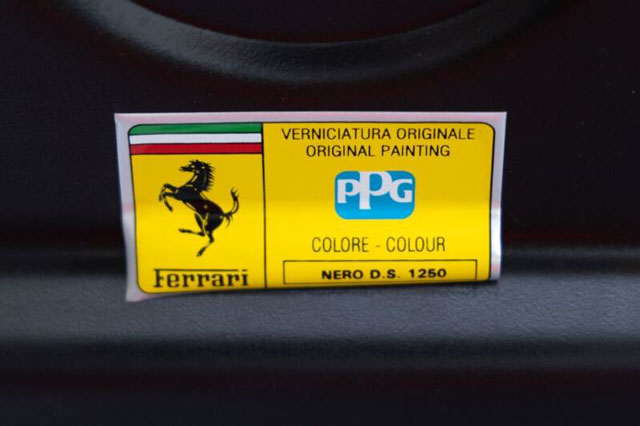 VERNICIATURA ORIGINALE
ORIGINAL PAINTING
PPG
COLORE - COLOUR
NERO D.S. 1250
Ferrari